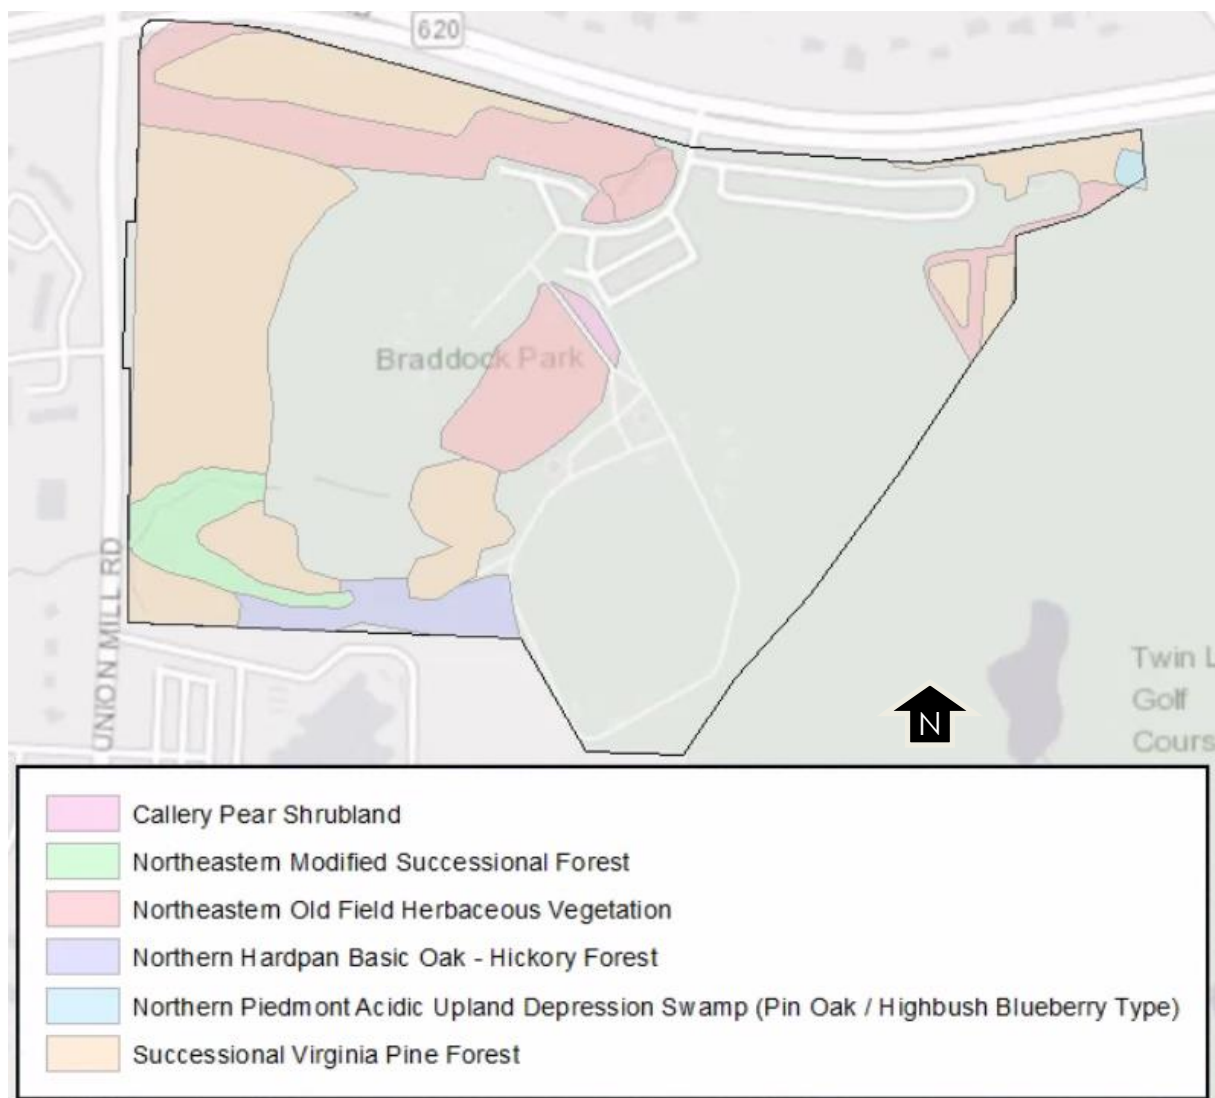 620
Braddock Park
UNION MILL RD
Twin L
Golf
Cours
N
Callery Pear Shrubland
Northeastern Modified Successional Forest
Northeastern Old Field Herbaceous Vegetation
Northern Hardpan Basic Oak - Hickory Forest
Northern Piedmont Acidic Upland Depression Swamp (Pin Oak / Highbush Blueberry Type)
Successional Virginia Pine Forest